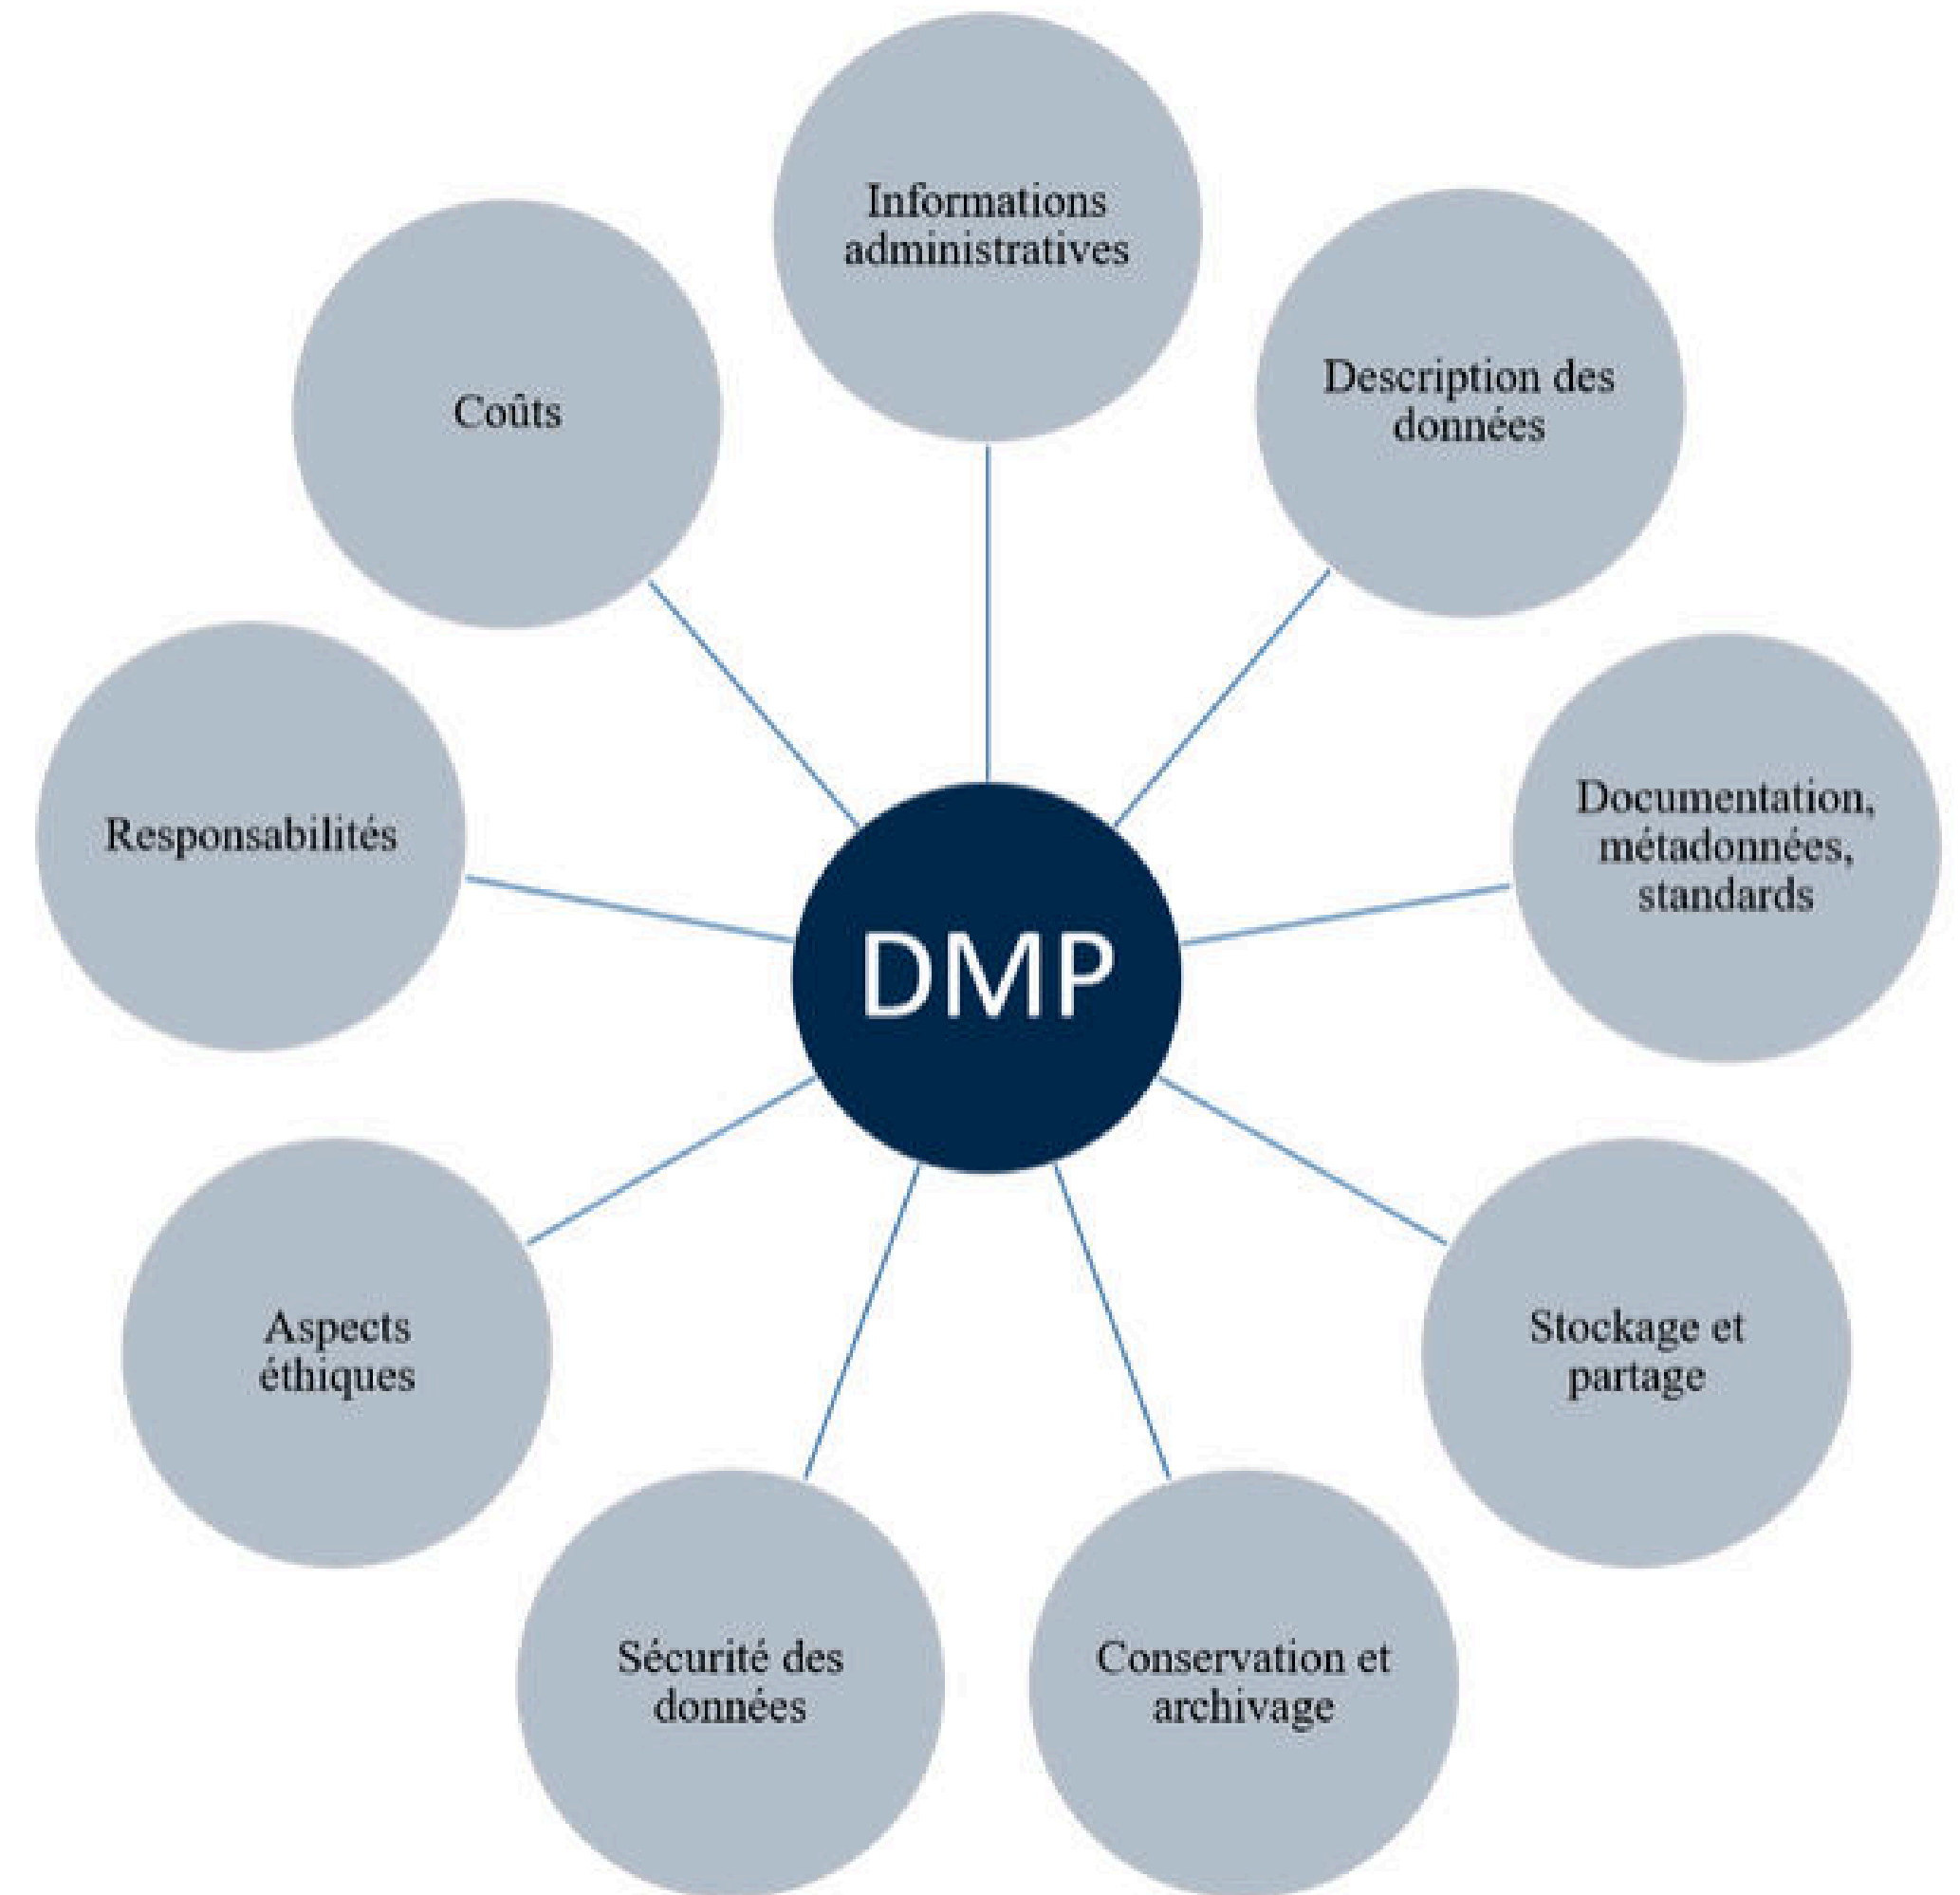 Informations
administratives
Description des
données
Documentation,
métadonnées,
standards
Stockage et
partage
Conservation et
archivage
Sécurité des
données
Aspects
éthiques
Responsabilités
Coûts
DMP